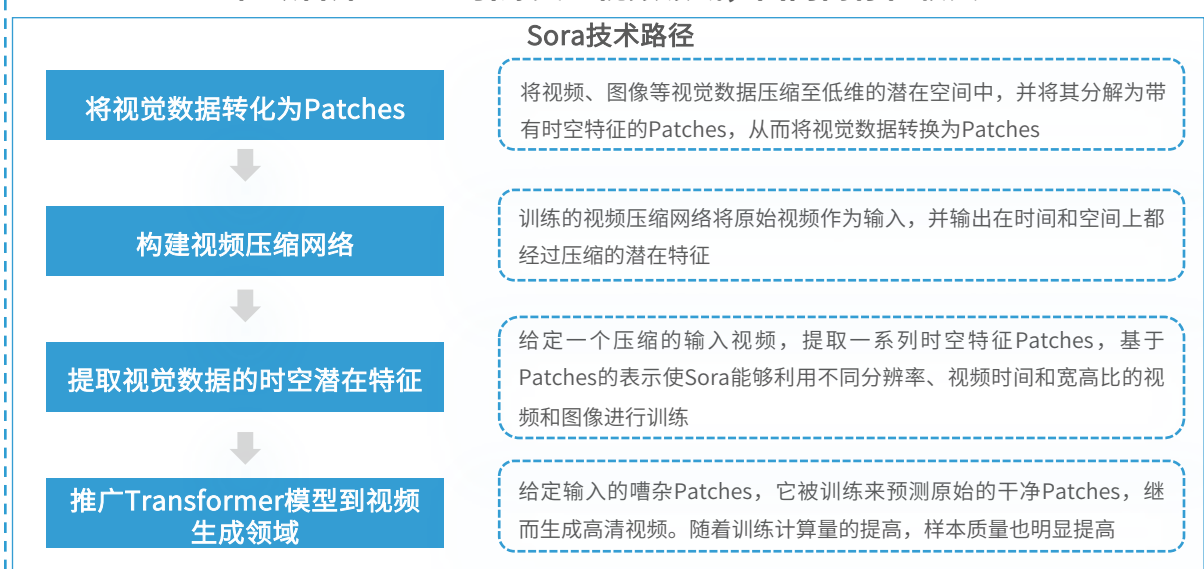 Sora技术路径
将视觉数据转化为Patches
将视频、图像等视觉数据压缩至低维的潜在空间中，并将其分解为带
有时空特征的Patches，从而将视觉数据转换为Patches
构建视频压缩网络
训练的视频压缩网络将原始视频作为输入，并输出在时间和空间上都
经过压缩的潜在特征
提取视觉数据的时空潜在特征
给定一个压缩的输入视频，提取一系列时空特征Patches，基于
Patches的表示使Sora能够利用不同分辨率、视频时间和宽高比的视
频和图像进行训练
推广Transformer模型到视频
生成领域
给定输入的嘈杂Patches，它被训练来预测原始的干净Patches，继
而生成高清视频。随着训练计算量的提高，样本质量也明显提高